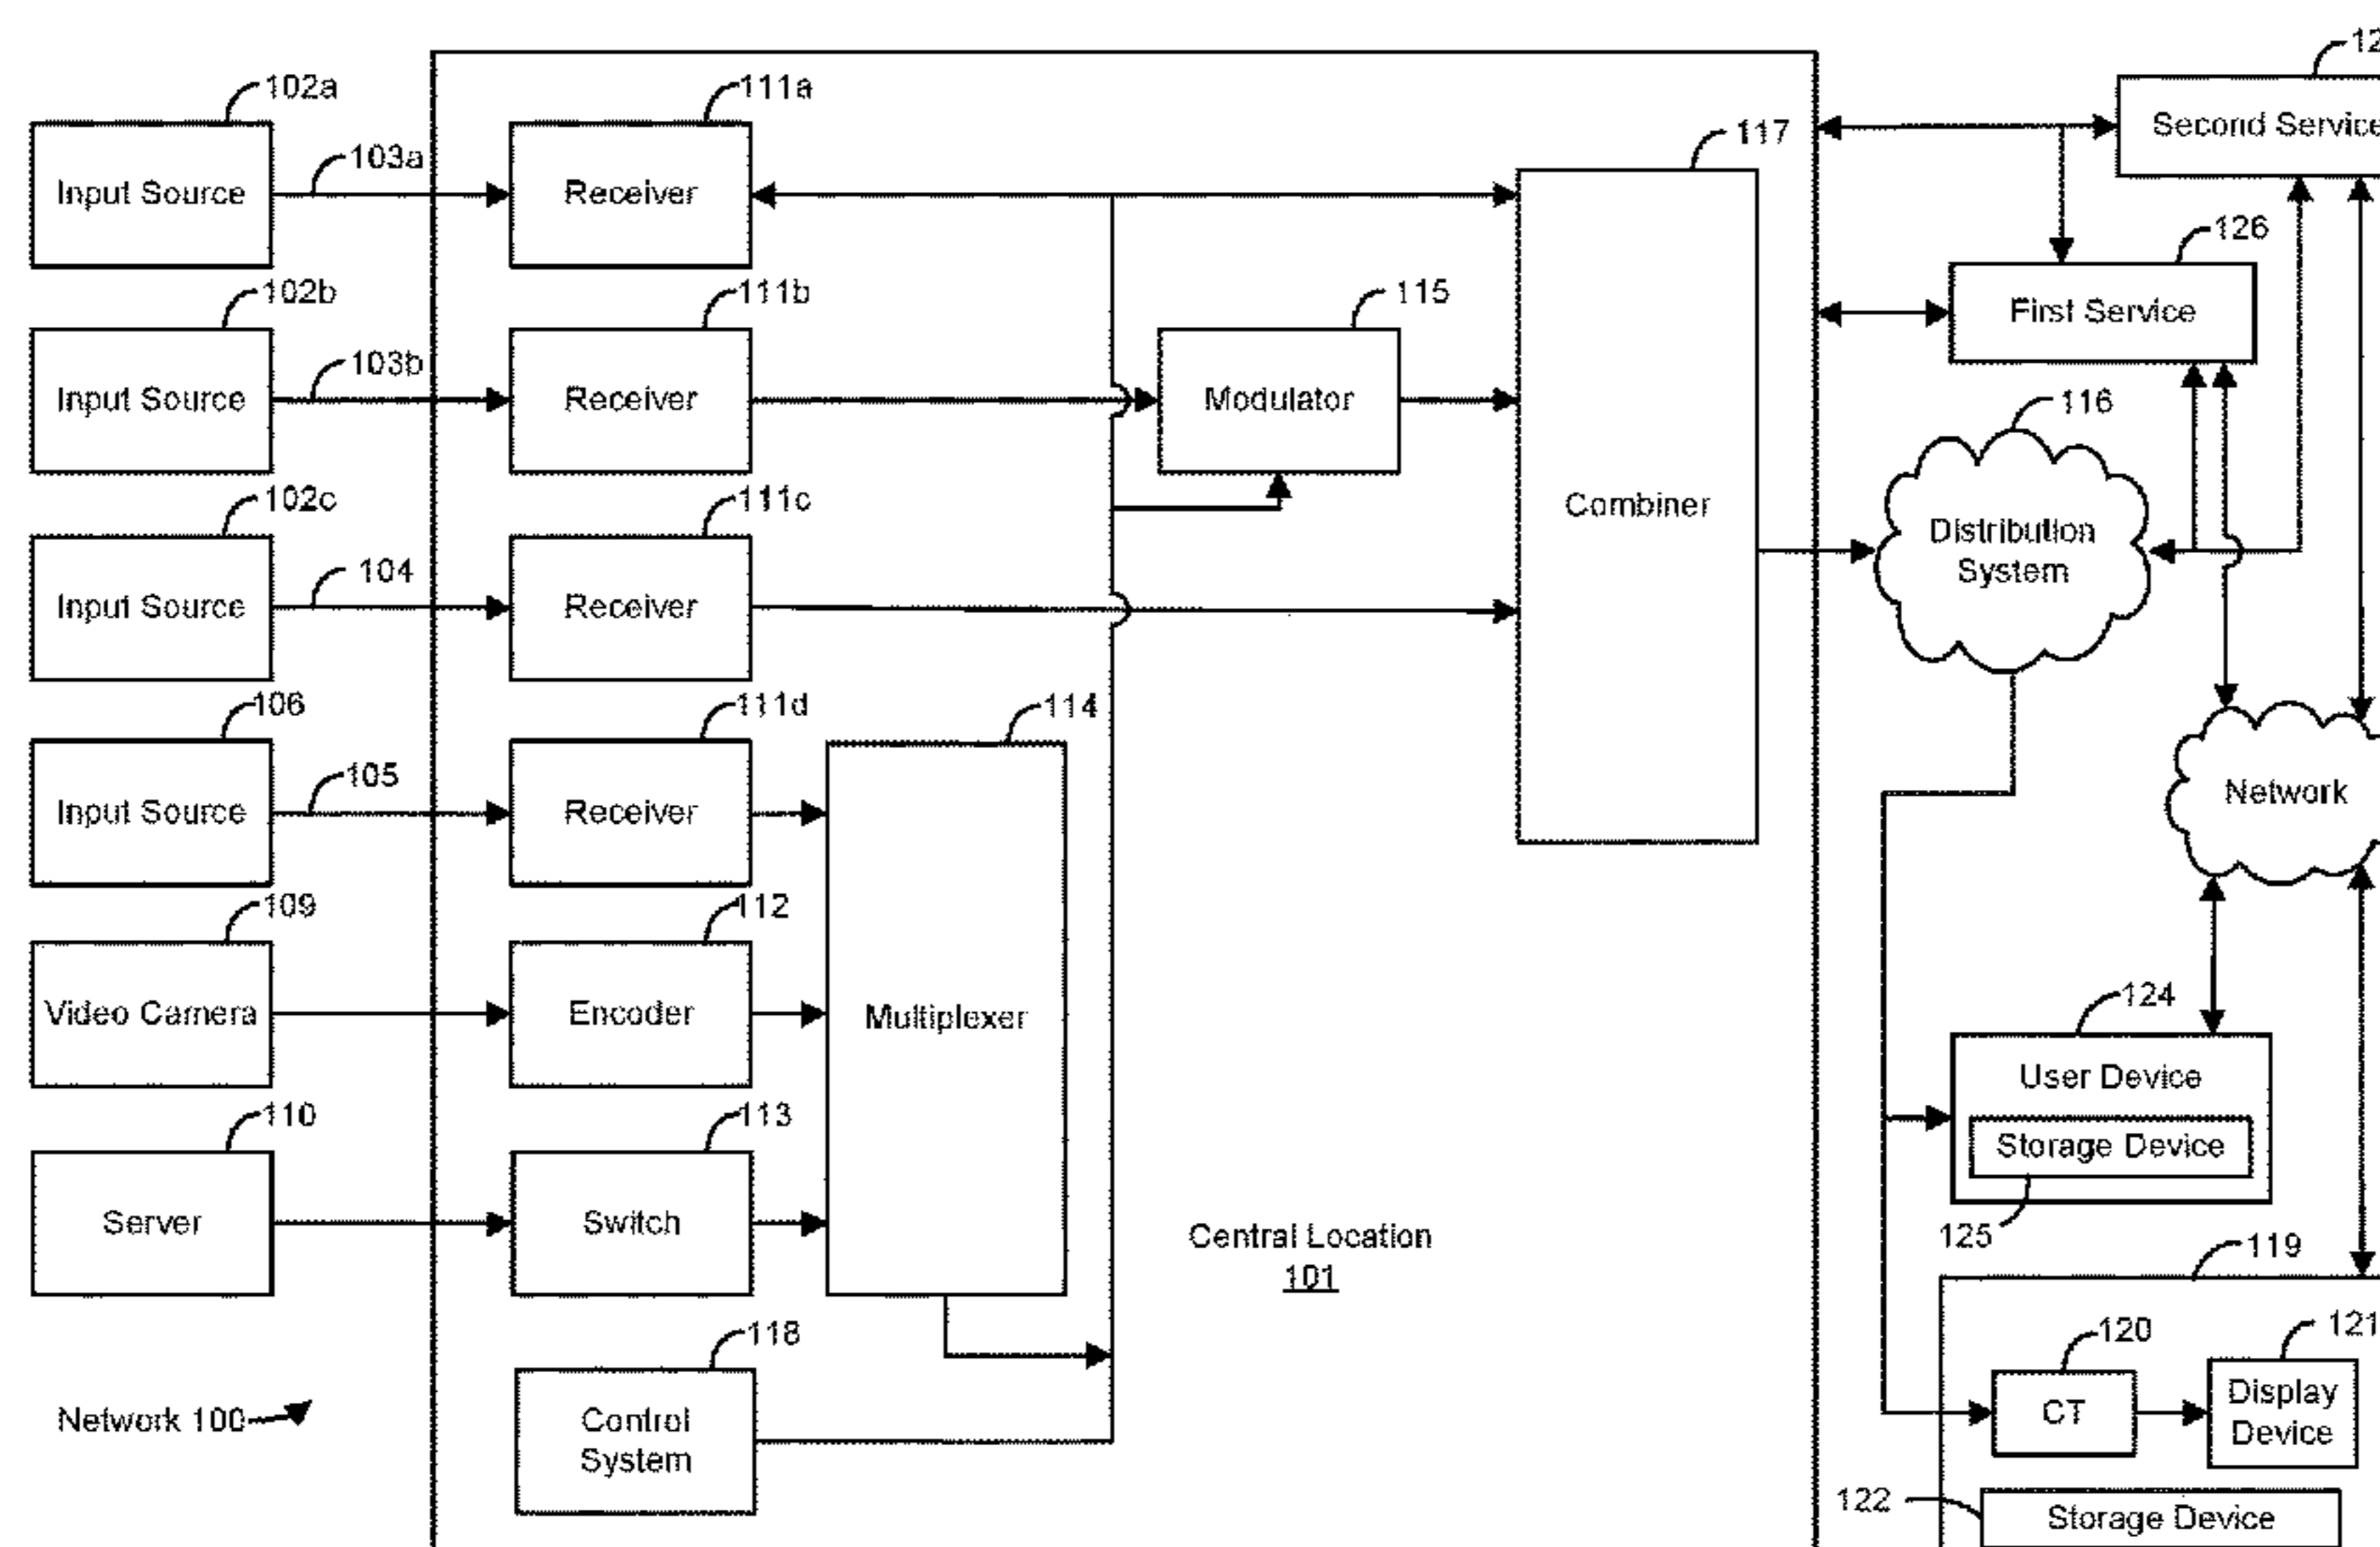 102a
Input Source
103a
111a
Receiver
117
Combiner
Second Service
126
First Service
102b
Input Source
103b
111b
Receiver
115
Modulator
116
Distribution
System
102c
Input Source
104
111c
Receiver
106
Input Source
105
111d
Receiver
114
Multiplexer
Network
109
Video Camera
112
Encoder
124
User Device
Storage Device
125
110
Server
113
Switch
Central Location
101
119
118
Control
System
Network 100
120
CT
121
Display
Device
122
Storage Device